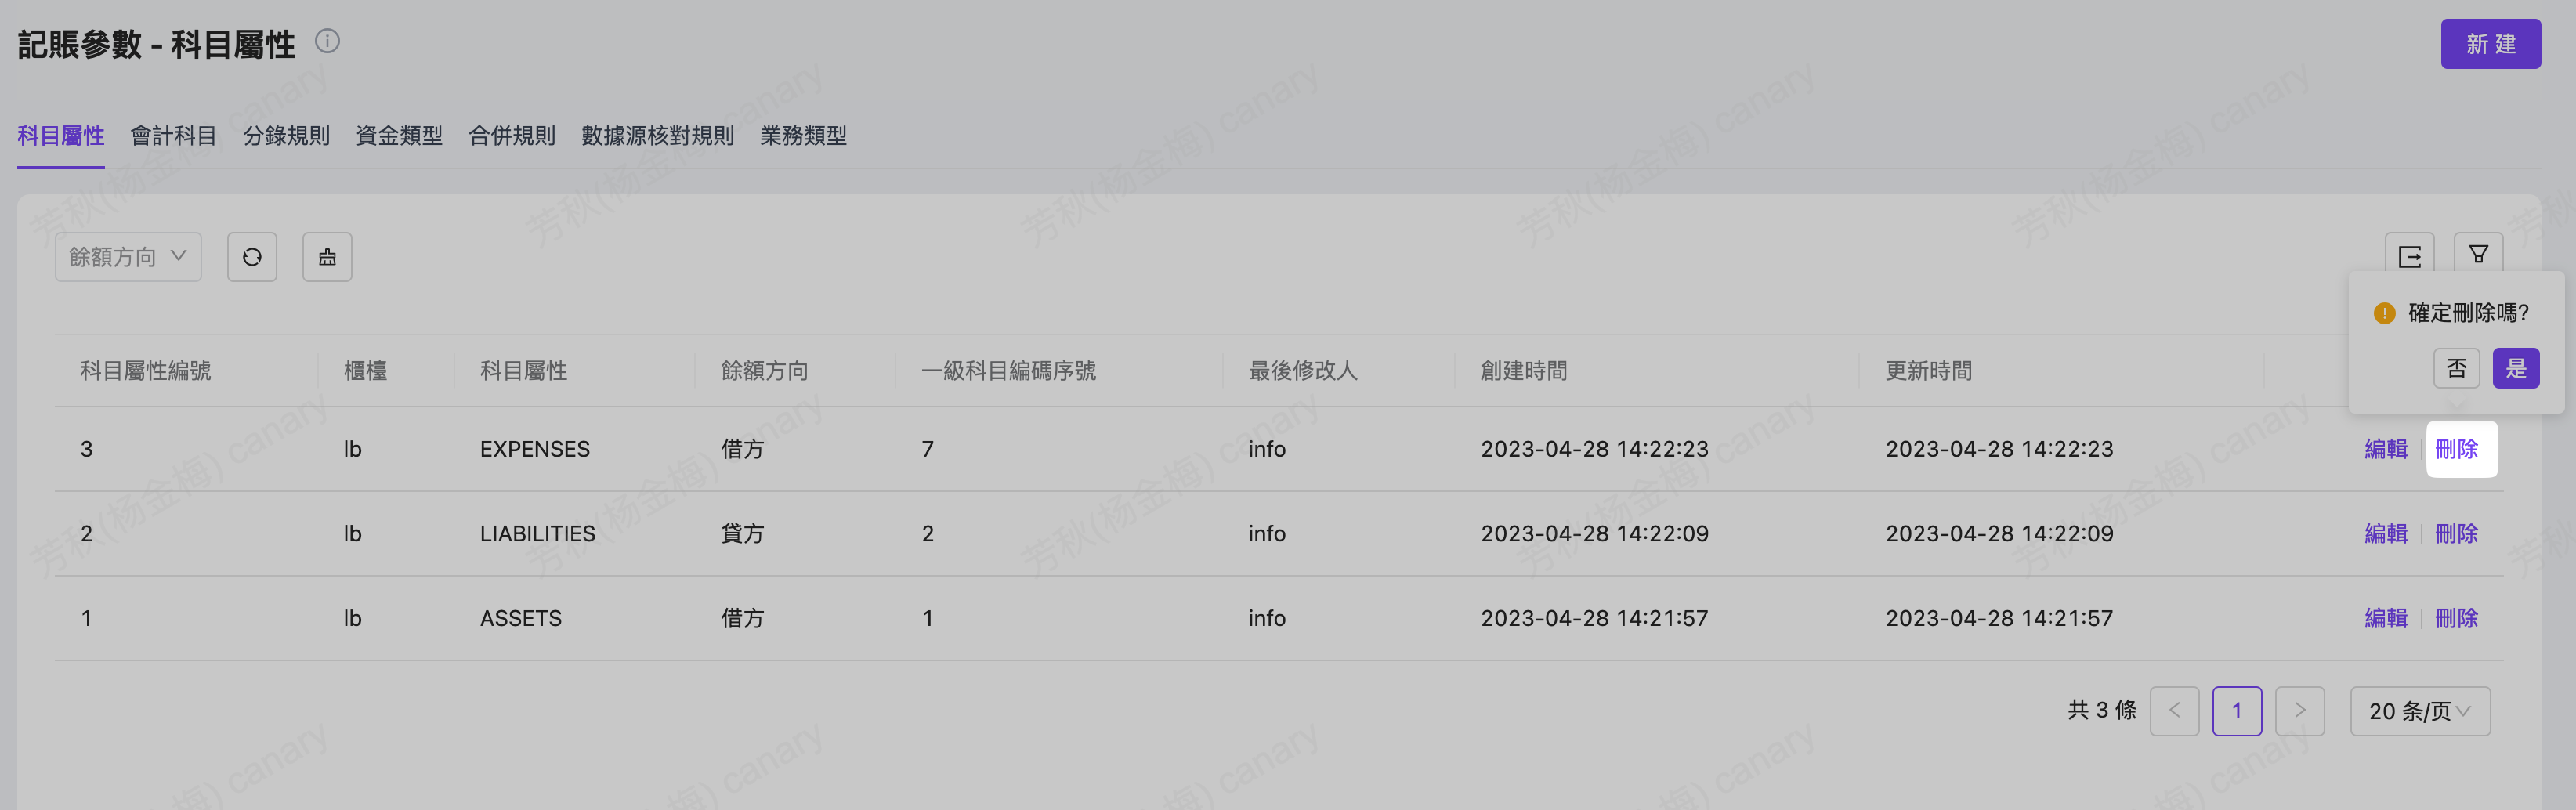 記賬參數 - 科目屬性
新 建
科目屬性 會計科目 分錄規則 資金類型 合併規則 數據源核對規則 業務類型
餘額方向
確定刪除嗎?
否 是
科目屬性編號 櫃檯 科目屬性 餘額方向 一級科目編碼序號 最後修改人 創建時間 更新時間
3 lb EXPENSES 借方 7 info 2023-04-28 14:22:23 2023-04-28 14:22:23 編輯 刪除
2 lb LIABILITIES 貸方 2 info 2023-04-28 14:22:09 2023-04-28 14:22:09 編輯 刪除
1 lb ASSETS 借方 1 info 2023-04-28 14:21:57 2023-04-28 14:21:57 編輯 刪除
共 3 條 < 1 > 20 条/页
芳秋(杨金梅) canary